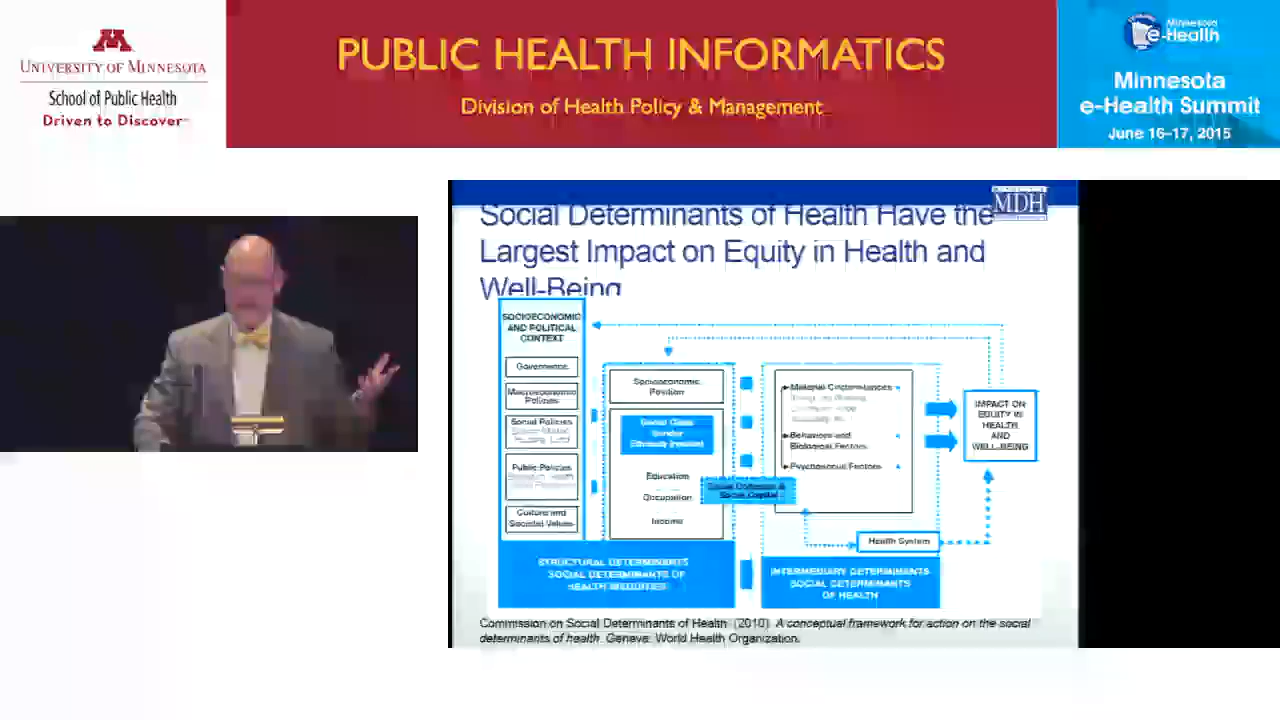 UNIVERSITY OF MINNESOTA
School of Public Health
Driven to Discover
PUBLIC HEALTH INFORMATICS
Division of Health Policy & Management
Minnesota
e-Health
Minnesota
e-Health Summit
June 16-17, 2015
MDH
Social Determinants of Health Have the
Largest Impact on Equity in Health and
Well-Being
SOCIOECONOMIC
AND POLITICAL
CONTEXT
Governance
Macroeconomic
Policies
Social Policies
Public Policies
Culture and
Societal Values
Socioeconomic
Position
Social Class
Gender
Ethnicity (racism)
Education
Occupation
Income
Social Cohesion &
Social Capital
Material Circumstances
Behaviors and
Biological Factors
Psychosocial Factors
Health System
IMPACT ON
EQUITY IN
HEALTH
AND
WELL-BEING
STRUCTURAL DETERMINANTS
SOCIAL DETERMINANTS OF
HEALTH INEQUITIES
INTERMEDIARY DETERMINANTS
SOCIAL DETERMINANTS
OF HEALTH
Commission on Social Determinants of Health (2010) A conceptual framework for action on the social
determinants of health. Geneva: World Health Organization.